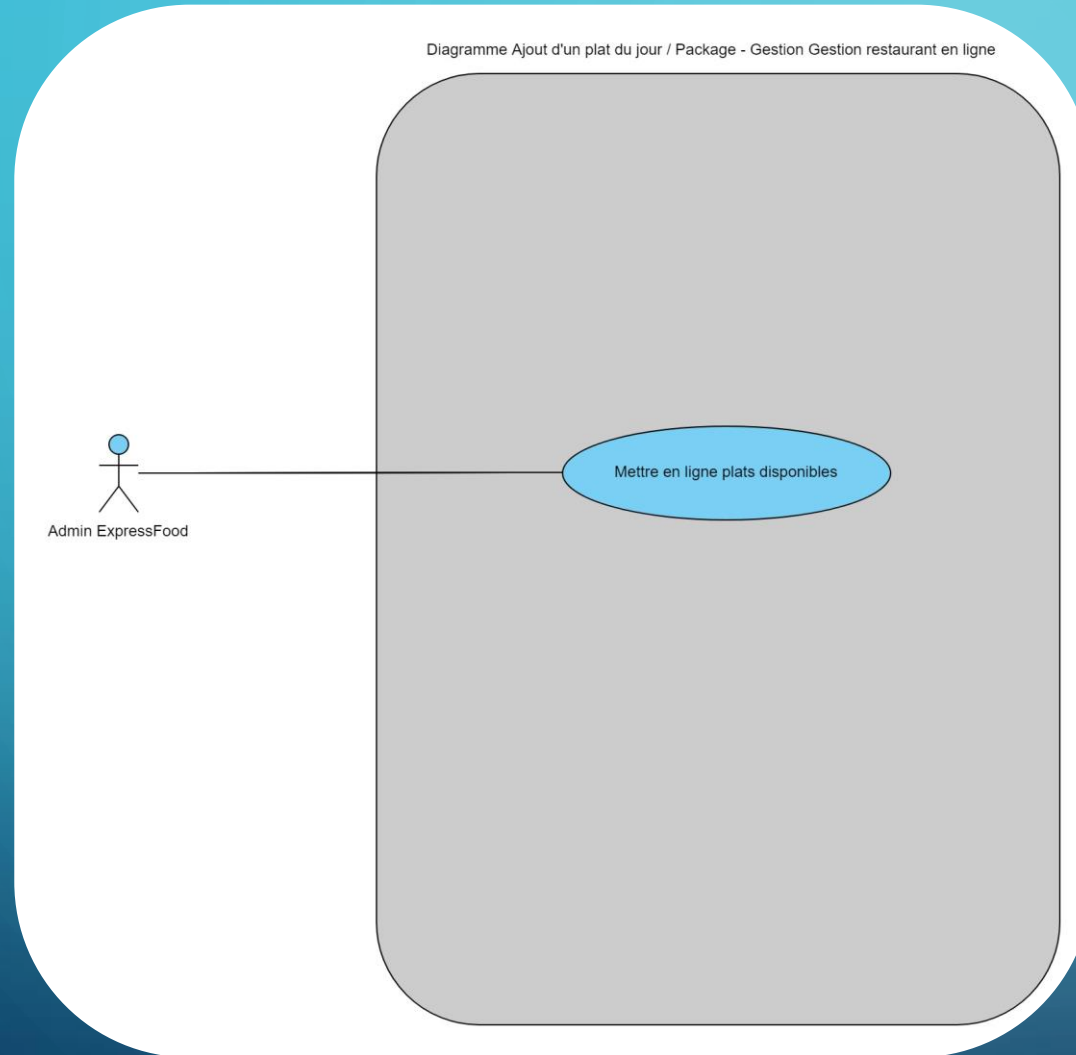 Diagramme Ajout d'un plat du jour / Package - Gestion Gestion restaurant en ligne
Mettre en ligne plats disponibles
Admin ExpressFood